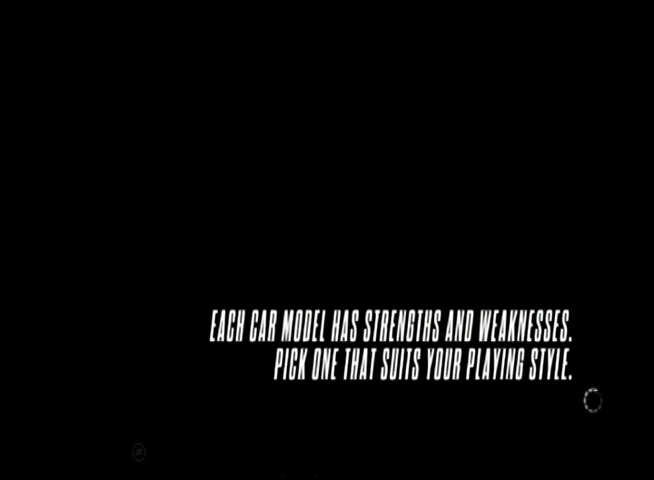 EACH CAR MODEL HAS STRENGTHS AND WEAKNESSES.
PICK ONE THAT SUITS YOUR PLAYING STYLE.